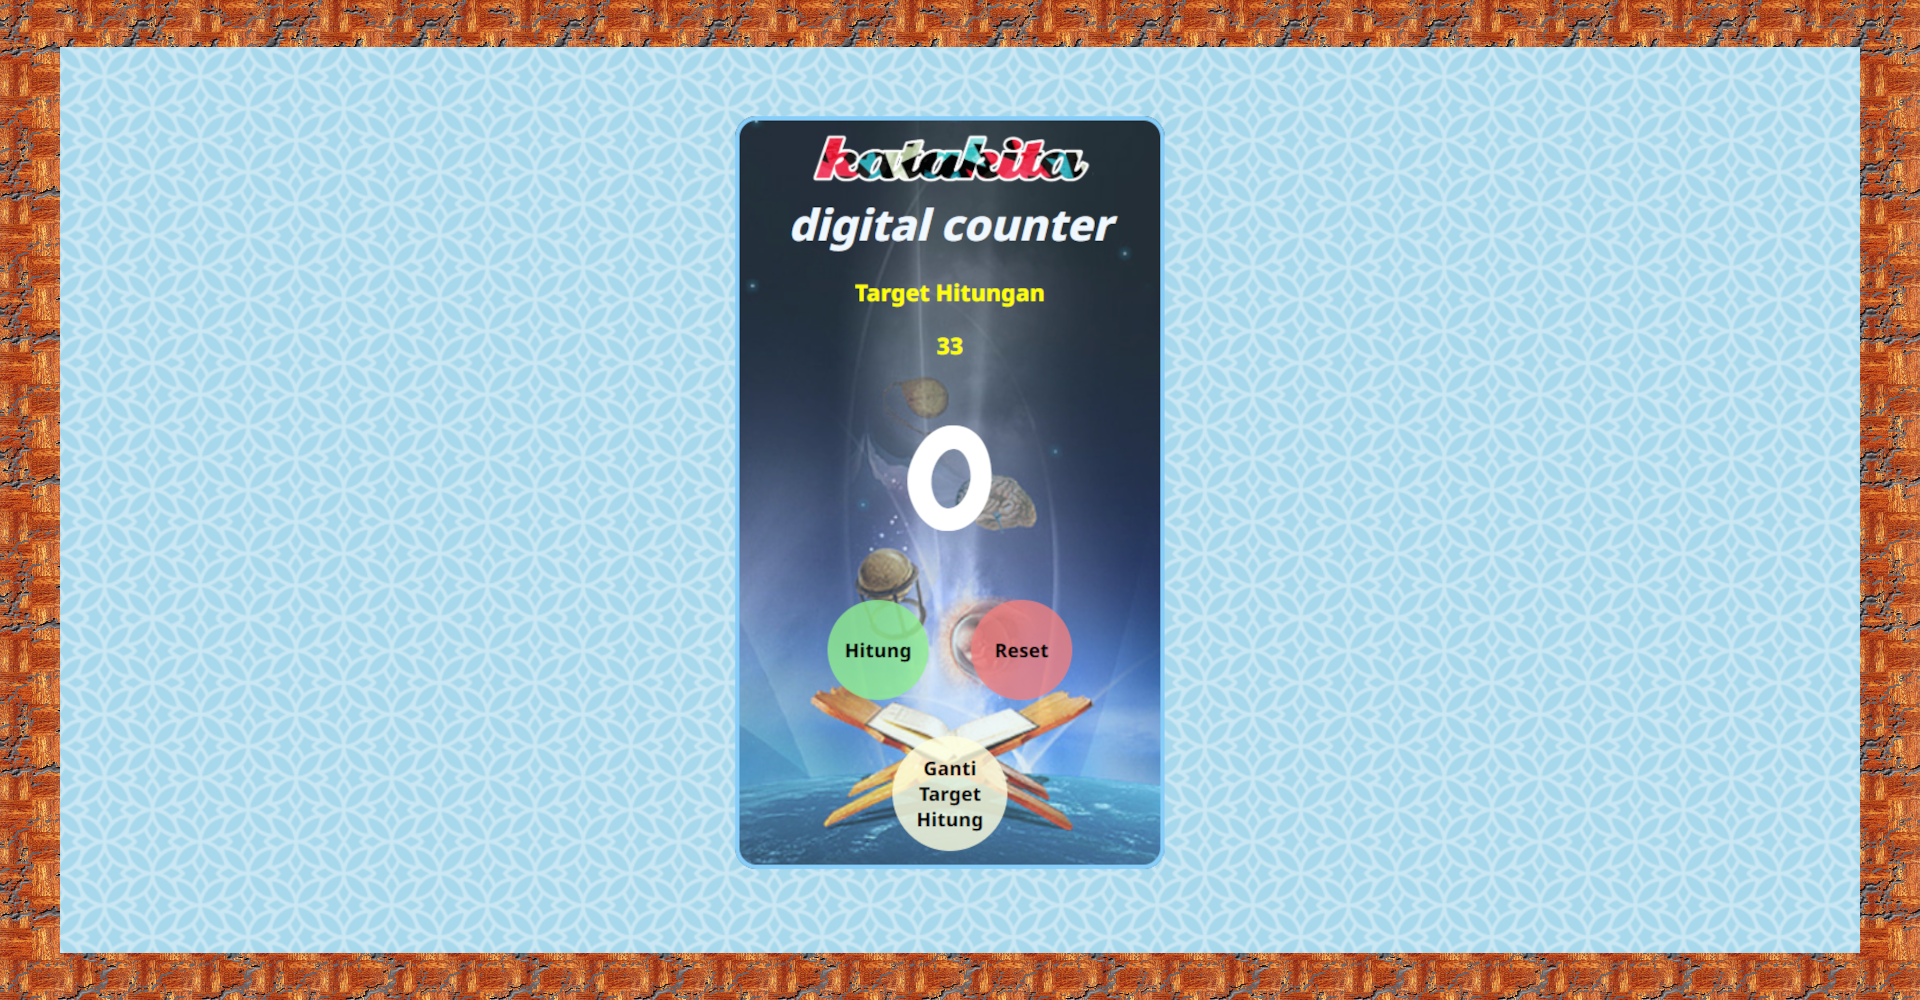 katakita
digital counter
Target Hitungan
33
0
Hitung
Reset
Ganti
Target
Hitung